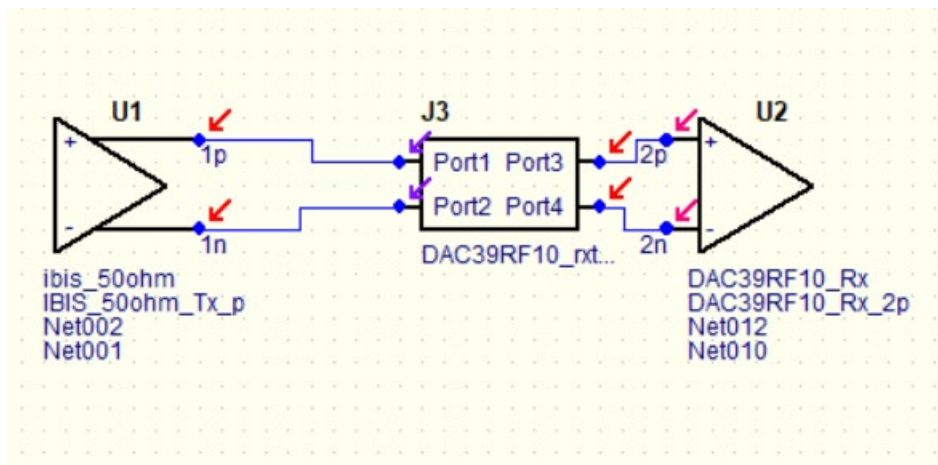 U1
J3
U2
+
1p
Port1 Port3
2p
+
-
1n
Port2 Port4
2n
-
DAC39RF10_rxt...
ibis_50ohm
IBIS_50ohm_Tx_p
Net002
Net001
DAC39RF10_Rx
DAC39RF10_Rx_2p
Net012
Net010